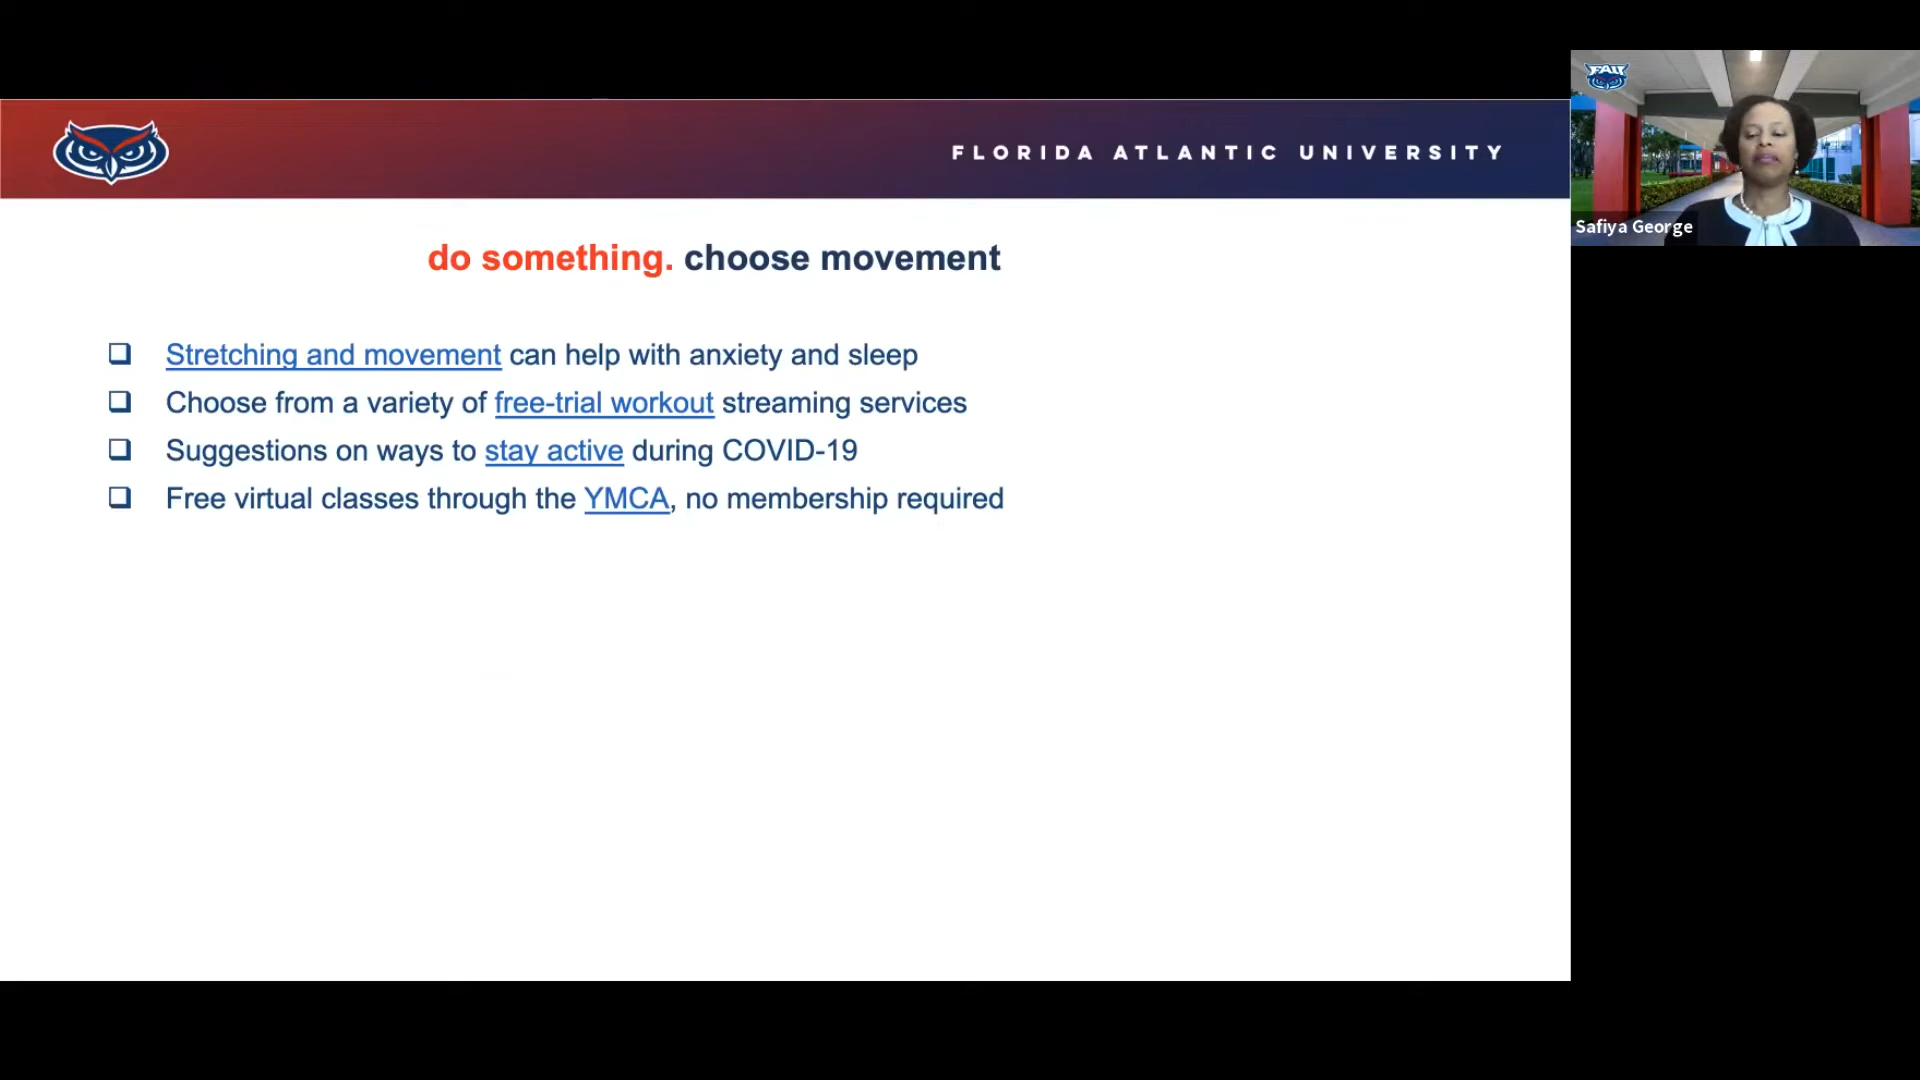 FLORIDA ATLANTIC UNIVERSITY
FAU
Safiya George
do something. choose movement
❑ Stretching and movement can help with anxiety and sleep
❑ Choose from a variety of free-trial workout streaming services
❑ Suggestions on ways to stay active during COVID-19
❑ Free virtual classes through the YMCA, no membership required